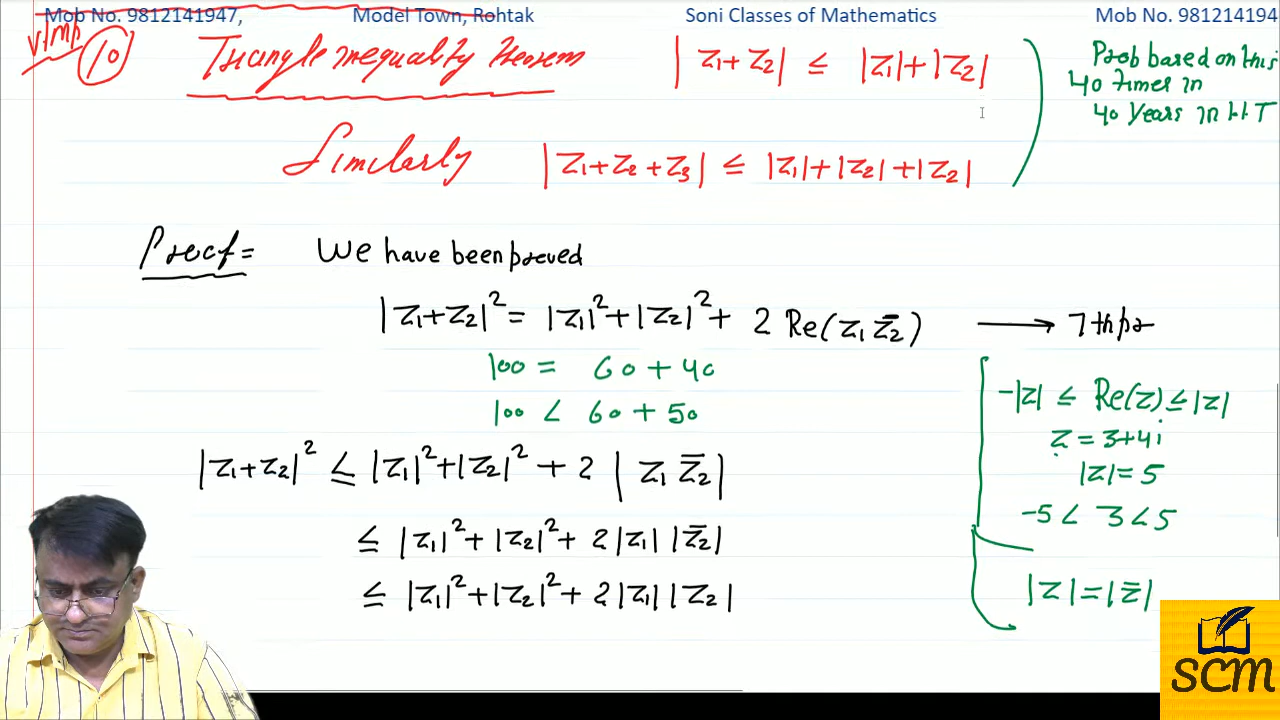 Mob No. 9812141947, Model Town, Rohtak Soni Classes of Mathematics Mob No. 981214194
v.Imp
(10) Triangle inequality theorem |z₁+z₂| ≤ |z₁|+|z₂|
Prob based on this
40 times in
40 years in IIT
Similarly |z₁+z₂+z₃| ≤ |z₁|+|z₂|+|z₂|
Proof = We have been proved
|z₁+z₂|² = |z₁|²+|z₂|²+ 2 Re(z₁ z̄₂) → 7th pr
100 = 60+40
100 < 60+50
|z₁+z₂|² ≤ |z₁|²+|z₂|² + 2 |z₁ z̄₂|
≤ |z₁|²+|z₂|²+ 2|z₁| |z̄₂|
≤ |z₁|²+|z₂|²+ 2|z₁| |z₂|
-|z| ≤ Re(z) ≤ |z|
z = 3+4i
|z| = 5
-5 < 3 < 5
|z| = |z̄|
SCM